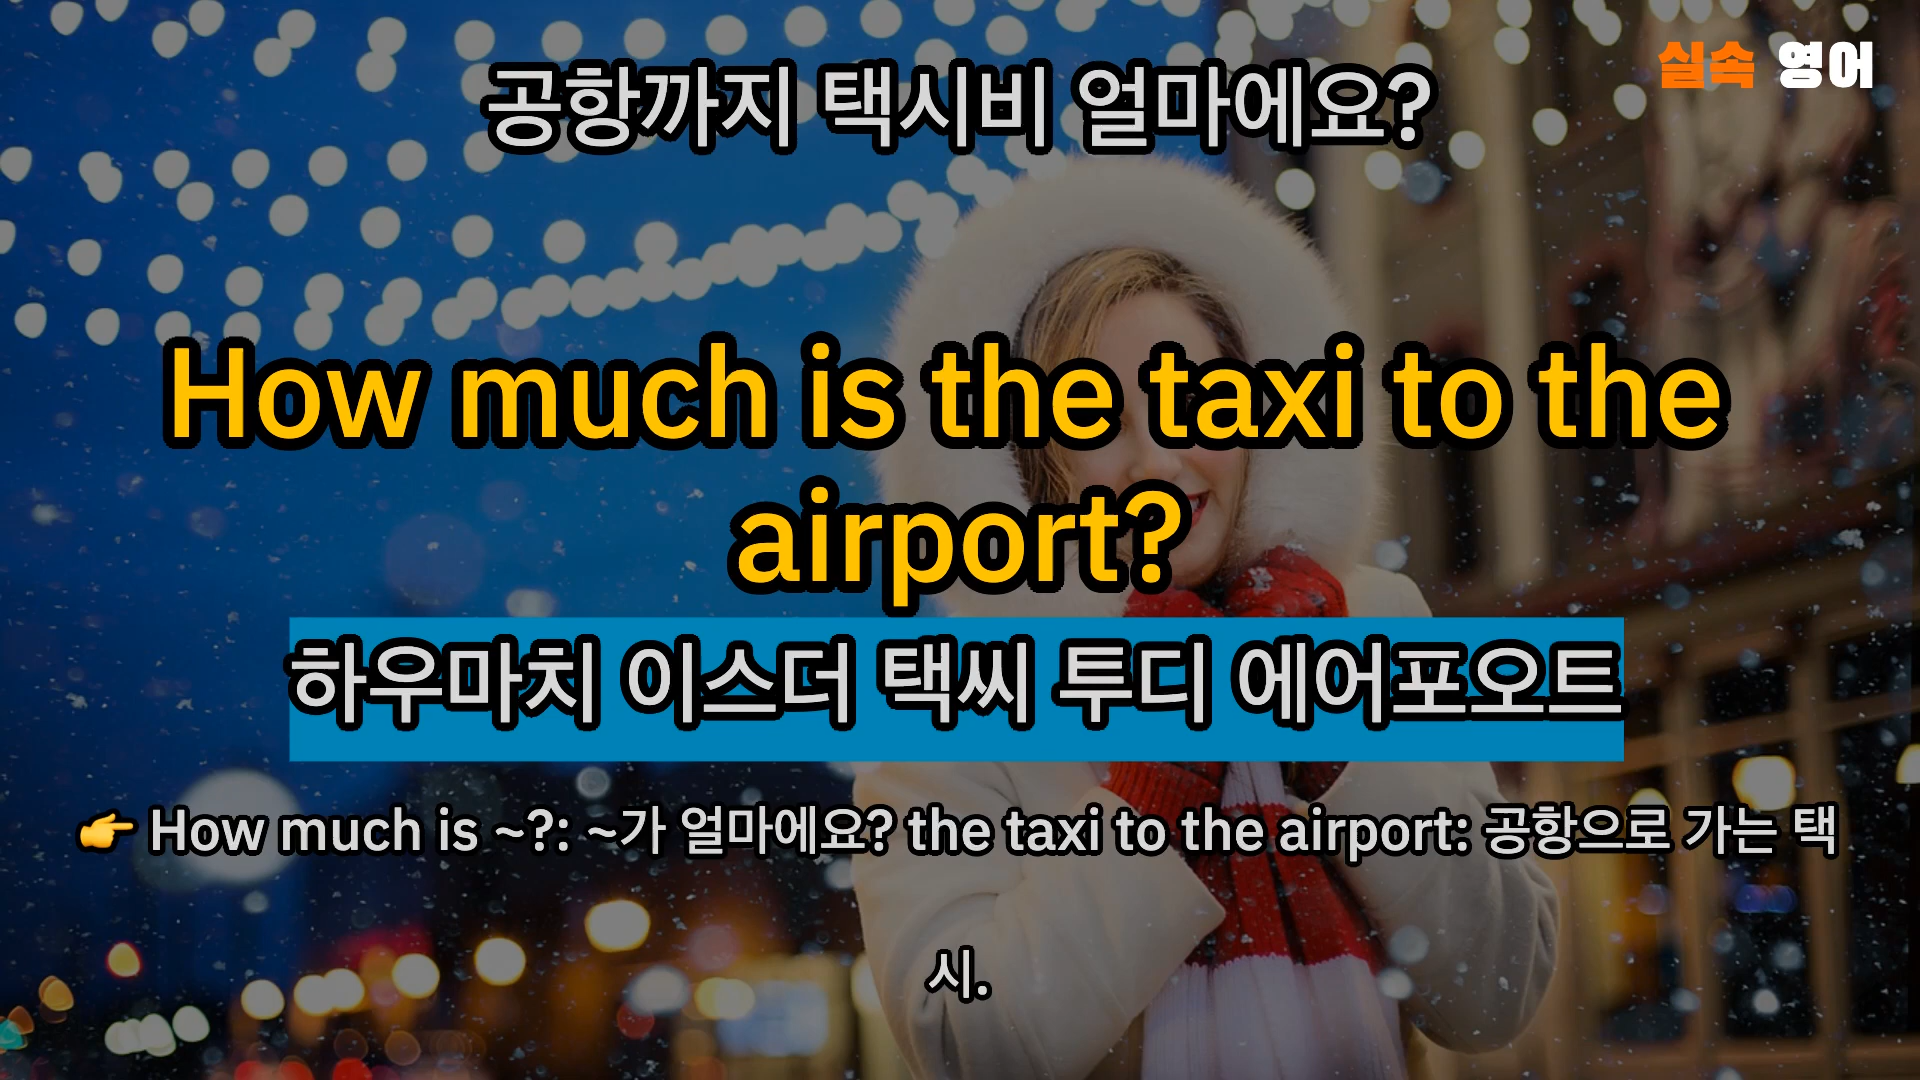 실속 영어
공항까지 택시비 얼마에요?
How much is the taxi to the
airport?
하우마치 이스더 택씨 투디 에어포오트
👉 How much is ~?: ~가 얼마에요? the taxi to the airport: 공항으로 가는 택
시.